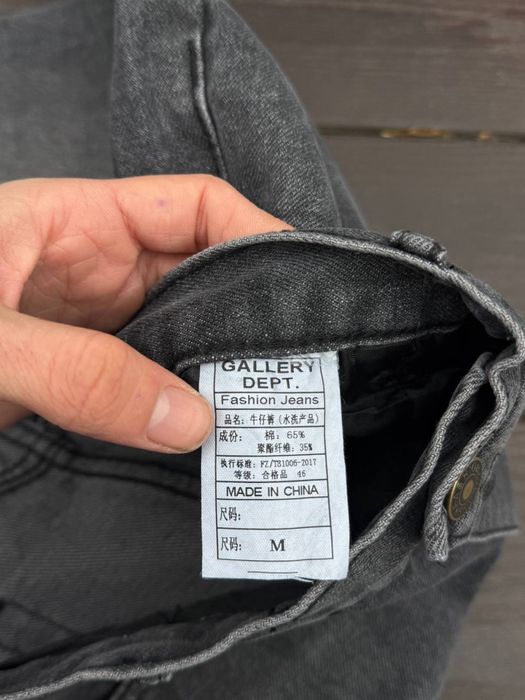 GALLERY
DEPT.
Fashion Jeans
品名: 牛仔裤 (水洗产品)
成份: 棉: 65%
聚酯纤维: 35%
执行标准: FZ/T81006-2017
等级: 合格品 46
MADE IN CHINA
尺码:
尺码: M